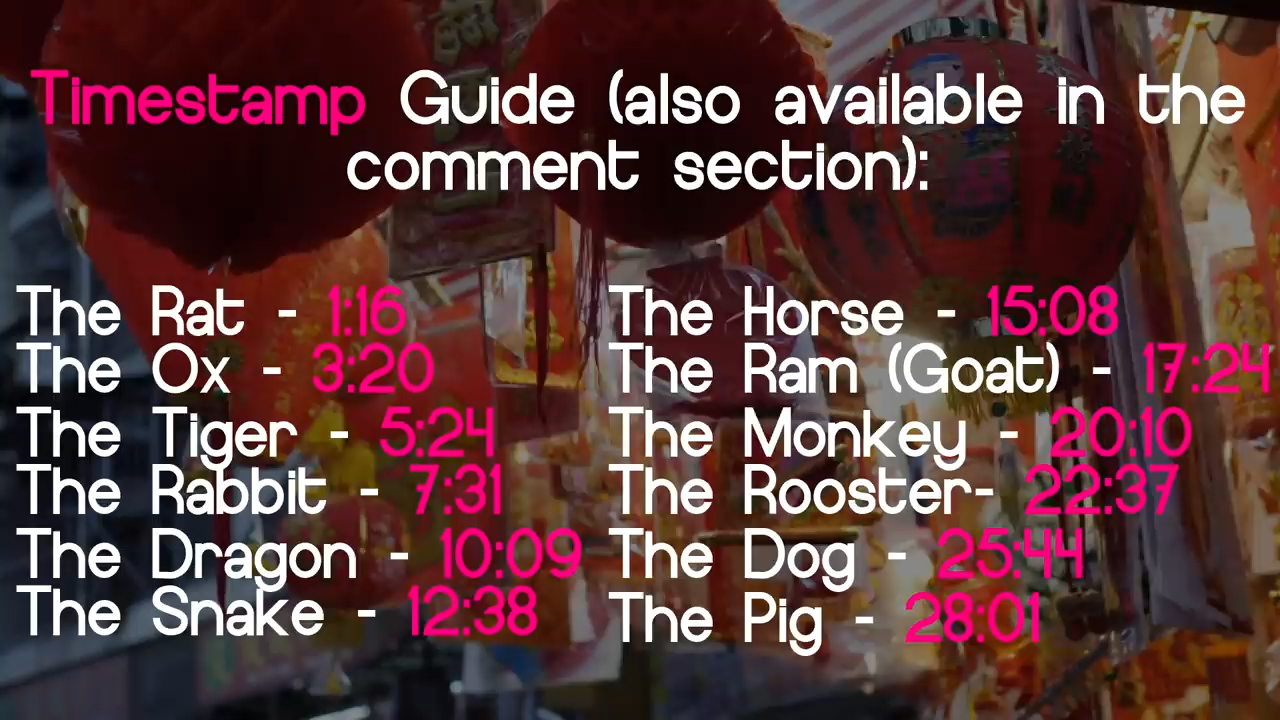 Timestamp Guide (also available in the
comment section):
The Rat - 1:16
The Ox - 3:20
The Tiger - 5:24
The Rabbit - 7:31
The Dragon - 10:09
The Snake - 12:38
The Horse - 15:08
The Ram (Goat) - 17:24
The Monkey - 20:10
The Rooster- 22:37
The Dog - 25:44
The Pig - 28:01